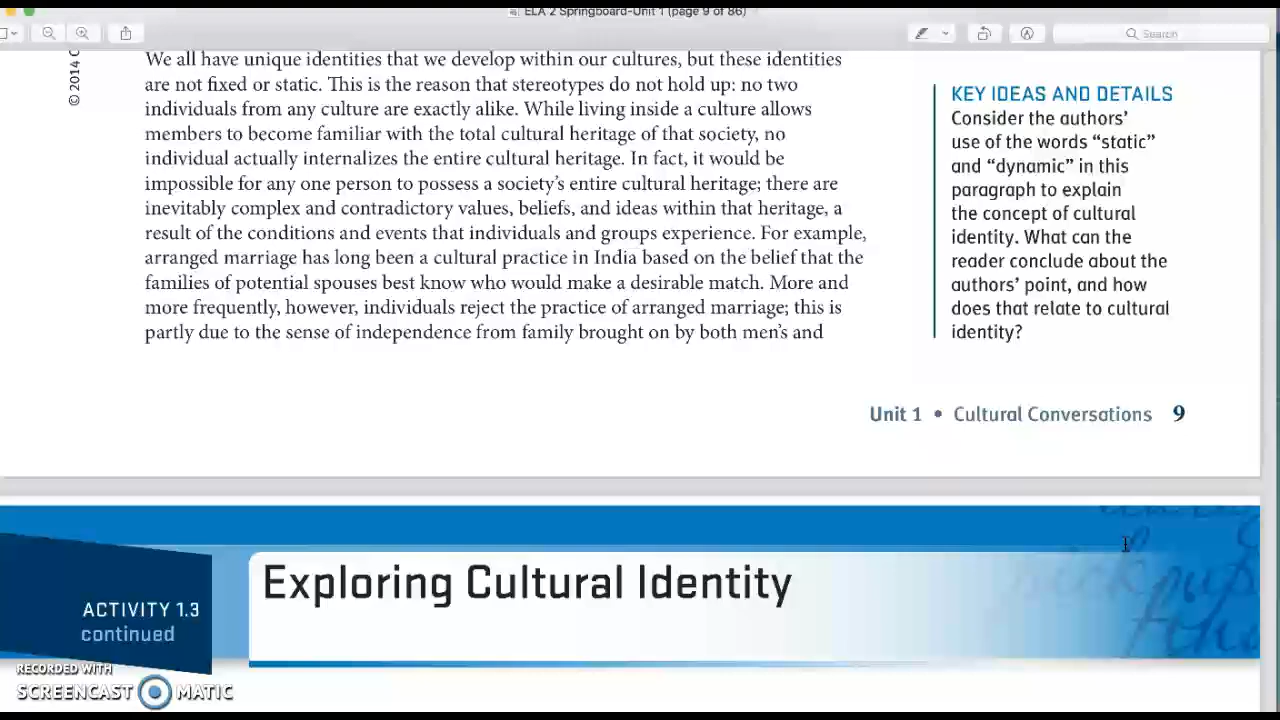 ELA 2 Springboard-Unit 1 (page 9 of 86)
Search
© 2014 C
We all have unique identities that we develop within our cultures, but these identities
are not fixed or static. This is the reason that stereotypes do not hold up: no two
individuals from any culture are exactly alike. While living inside a culture allows
members to become familiar with the total cultural heritage of that society, no
individual actually internalizes the entire cultural heritage. In fact, it would be
impossible for any one person to possess a society’s entire cultural heritage; there are
inevitably complex and contradictory values, beliefs, and ideas within that heritage, a
result of the conditions and events that individuals and groups experience. For example,
arranged marriage has long been a cultural practice in India based on the belief that the
families of potential spouses best know who would make a desirable match. More and
more frequently, however, individuals reject the practice of arranged marriage; this is
partly due to the sense of independence from family brought on by both men’s and
KEY IDEAS AND DETAILS
Consider the authors’
use of the words “static”
and “dynamic” in this
paragraph to explain
the concept of cultural
identity. What can the
reader conclude about the
authors’ point, and how
does that relate to cultural
identity?
Unit 1 • Cultural Conversations 9
Exploring Cultural Identity
ACTIVITY 1.3
continued
RECORDED WITH
SCREENCAST MATIC